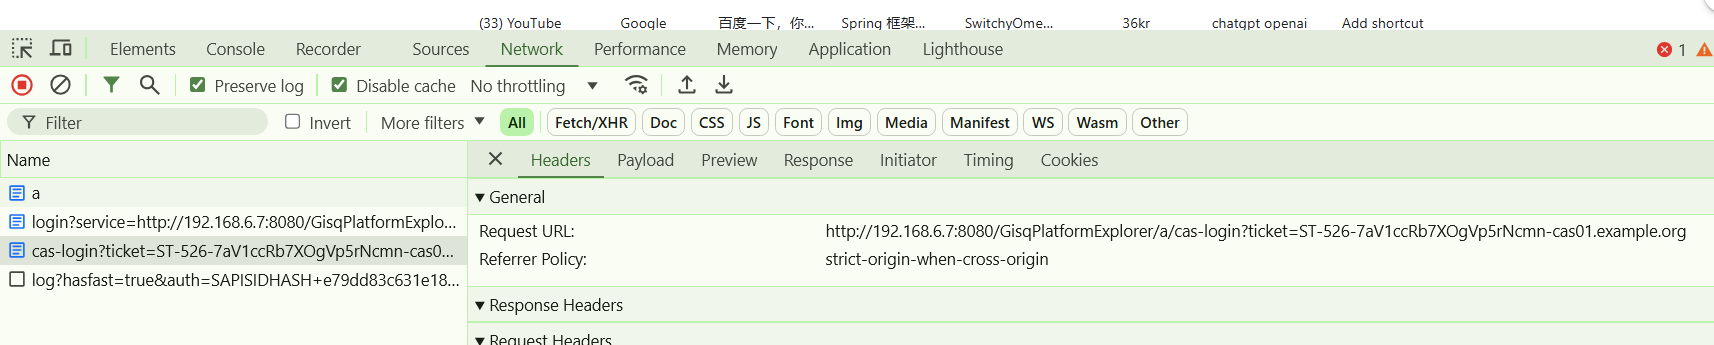 (33) YouTube Google 百度一下，你... Spring 框架... SwitchyOme... 36kr chatgpt openai Add shortcut
Elements Console Recorder Sources Network Performance Memory Application Lighthouse 1
Preserve log Disable cache No throttling
Filter Invert More filters All Fetch/XHR Doc CSS JS Font Img Media Manifest WS Wasm Other
Name
Headers Payload Preview Response Initiator Timing Cookies
a
login?service=http://192.168.6.7:8080/GisqPlatformExplo...
cas-login?ticket=ST-526-7aV1ccRb7XOgVp5rNcmn-cas0...
log?hasfast=true&auth=SAPISIDHASH+e79dd83c631e18...
General
Request URL: http://192.168.6.7:8080/GisqPlatformExplorer/a/cas-login?ticket=ST-526-7aV1ccRb7XOgVp5rNcmn-cas01.example.org
Referrer Policy: strict-origin-when-cross-origin
Response Headers
Request Headers